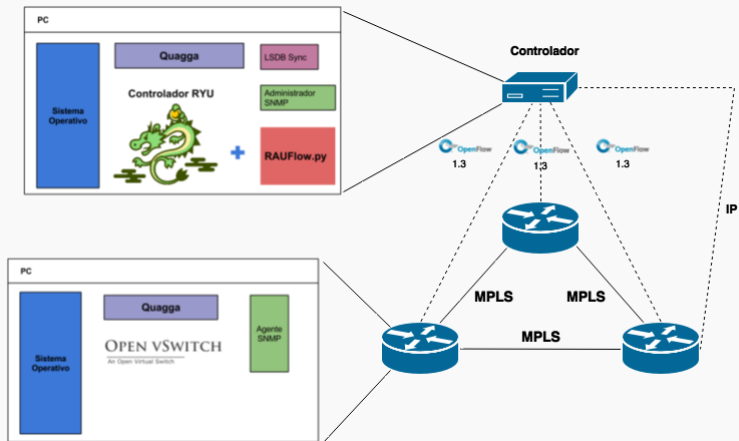 PC
Quagga
LSDB Sync
Controlador RYU
Administrador
SNMP
Sistema
Operativo
RAUFlow.py
Controlador
OpenFlow
1.3
OpenFlow
1.3
OpenFlow
1.3
IP
MPLS
MPLS
MPLS
PC
Quagga
Agente
SNMP
OPEN VSWITCH
An Open Virtual Switch
Sistema
Operativo